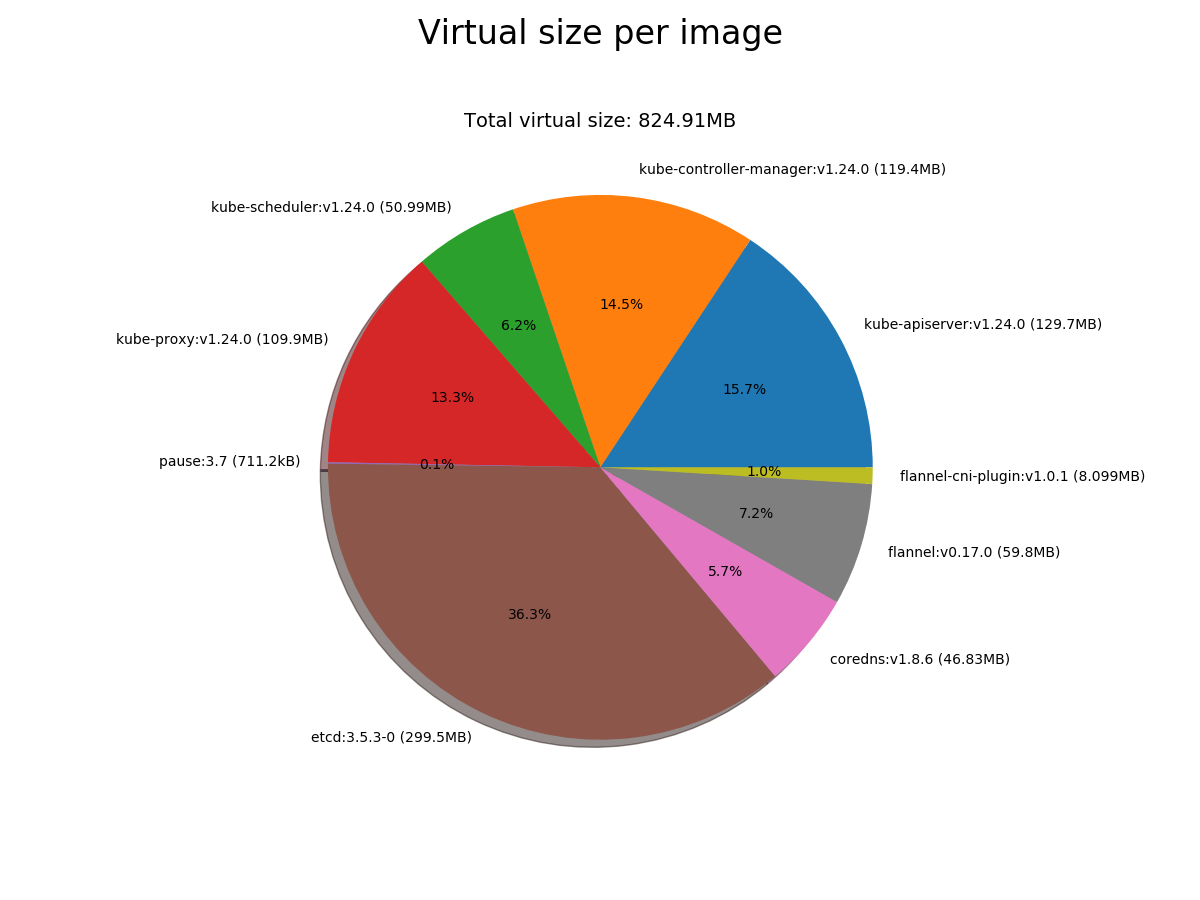 Virtual size per image
Total virtual size: 824.91MB
kube-controller-manager:v1.24.0 (119.4MB)
kube-scheduler:v1.24.0 (50.99MB)
14.5%
6.2%
kube-apiserver:v1.24.0 (129.7MB)
kube-proxy:v1.24.0 (109.9MB)
15.7%
13.3%
pause:3.7 (711.2kB)
0.1%
1.0%
flannel-cni-plugin:v1.0.1 (8.099MB)
7.2%
flannel:v0.17.0 (59.8MB)
5.7%
36.3%
coredns:v1.8.6 (46.83MB)
etcd:3.5.3-0 (299.5MB)